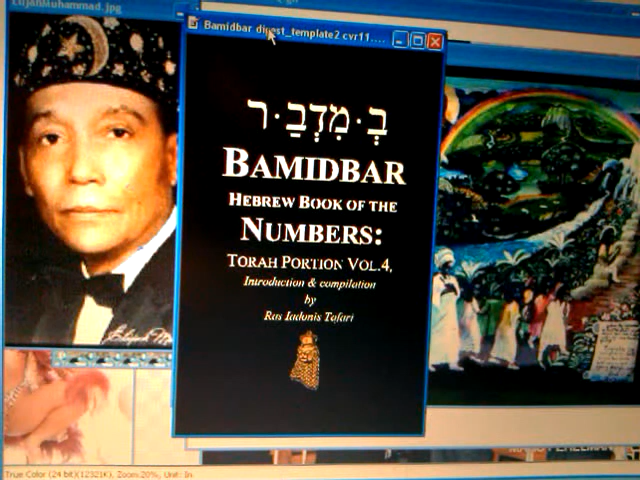 ElijahMuhammad.jpg
Bamidbar digest_template2 cvr11....
בְּ·מִדְבַּ·ר
BAMIDBAR
HEBREW BOOK OF THE
NUMBERS:
TORAH PORTION VOL.4,
Introduction & compilation
by
Ras Iadonis Tafari
Elijah M
True Color (24 bit)(12321K), Zoom:20%, Unit: In